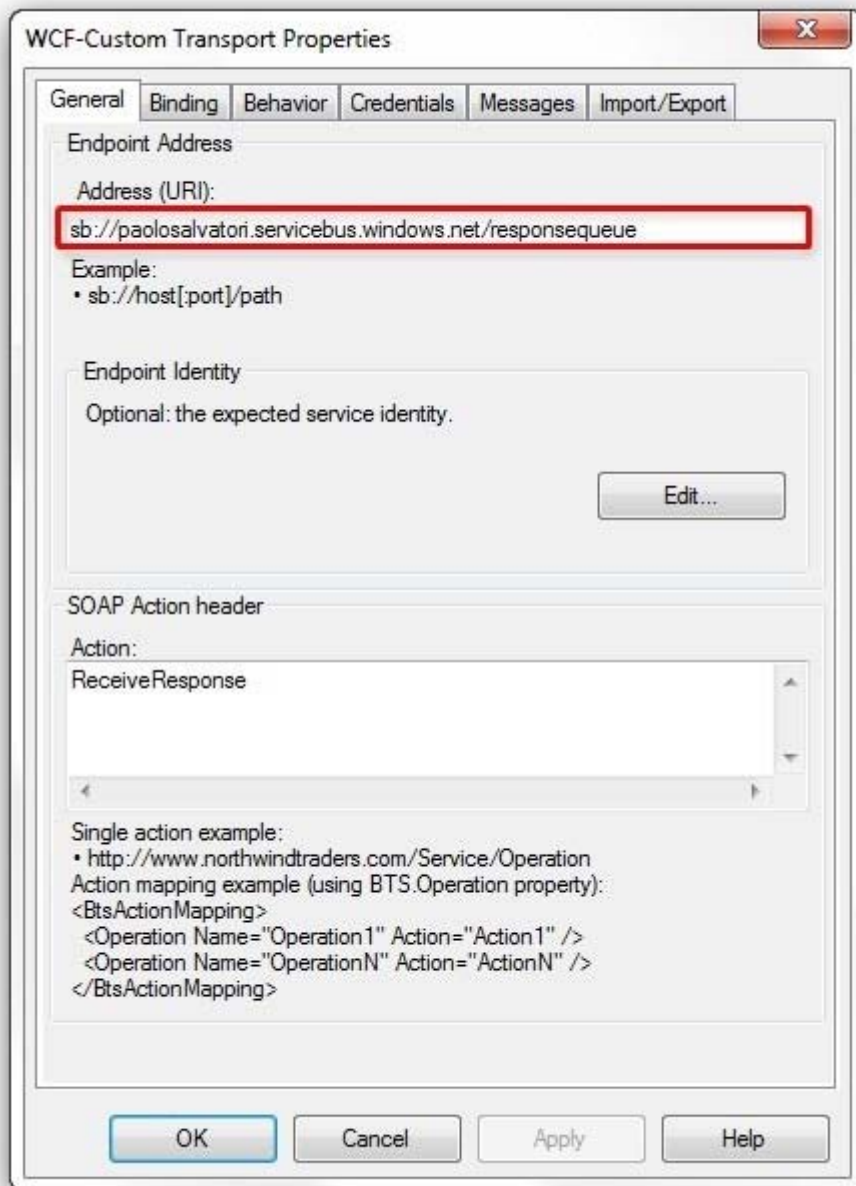 WCF-Custom Transport Properties
General Binding Behavior Credentials Messages Import/Export
Endpoint Address
Address (URI):
sb://paolosalvatori.servicebus.windows.net/responsequeue
Example:
• sb://host[:port]/path
Endpoint Identity
Optional: the expected service identity.
Edit...
SOAP Action header
Action:
ReceiveResponse
Single action example:
• http://www.northwindtraders.com/Service/Operation
Action mapping example (using BTS.Operation property):
<BtsActionMapping>
<Operation Name="Operation1" Action="Action1" />
<Operation Name="OperationN" Action="ActionN" />
</BtsActionMapping>
OK Cancel Apply Help